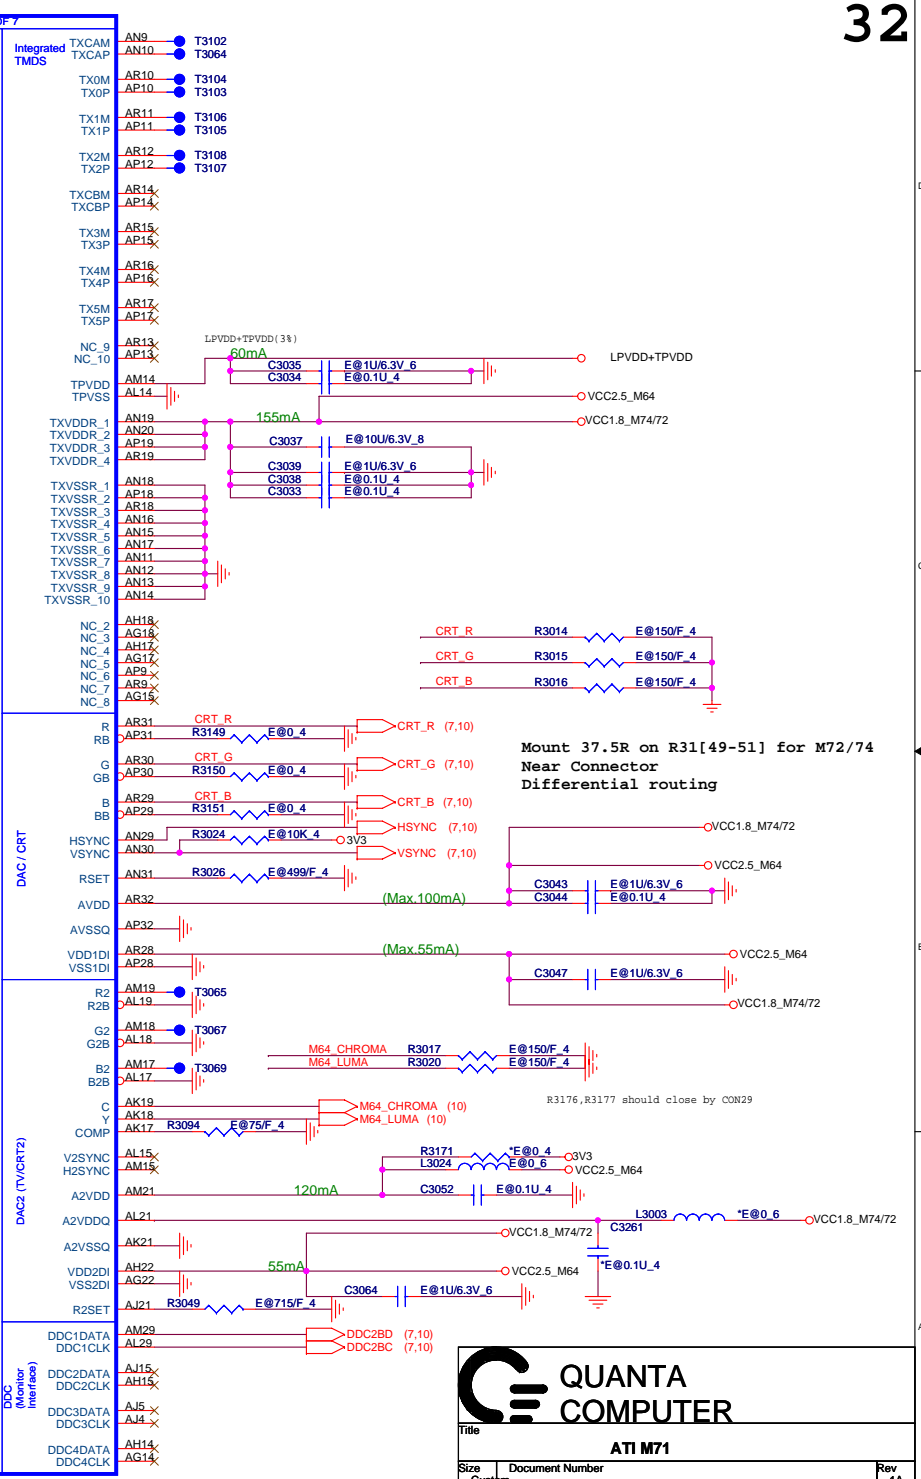 32
OF 7
Integrated
TMDS
TXCAM AN9 T3102
TXCAP AN10 T3064
TX0M AR10 T3104
TX0P AP10 T3103
TX1M AR11 T3106
TX1P AP11 T3105
TX2M AR12 T3108
TX2P AP12 T3107
TXCBM AR14
TXCBP AP14
TX3M AR15
TX3P AP15
TX4M AR16
TX4P AP16
TX5M AR17
TX5P AP17
LPVDD+TPVDD(3%)
NC_9 AR13
NC_10 AP13
60mA LPVDD+TPVDD
C3035 E@1U/6.3V_6
C3034 E@0.1U_4
TPVDD AM14
TPVSS AL14
VCC2.5_M64
TXVDDR_1 AN19 155mA VCC1.8_M74/72
TXVDDR_2 AN20
TXVDDR_3 AP19 C3037 E@10U/6.3V_8
TXVDDR_4 AR19
C3039 E@1U/6.3V_6
C3038 E@0.1U_4
C3033 E@0.1U_4
TXVSSR_1 AN18
TXVSSR_2 AP18
TXVSSR_3 AR18
TXVSSR_4 AN16
TXVSSR_5 AN15
TXVSSR_6 AN17
TXVSSR_7 AN11
TXVSSR_8 AN12
TXVSSR_9 AN13
TXVSSR_10 AN14
NC_2 AH18
NC_3 AG18
NC_4 AH17
NC_5 AG17
NC_6 AP9
NC_7 AR9
NC_8 AG15
CRT_R R3014 E@150/F_4
CRT_G R3015 E@150/F_4
CRT_B R3016 E@150/F_4
DAC / CRT
R AR31 CRT_R CRT_R (7,10)
RB AP31 R3149 E@0_4
G AR30 CRT_G CRT_G (7,10)
GB AP30 R3150 E@0_4
B AR29 CRT_B CRT_B (7,10)
BB AP29 R3151 E@0_4
HSYNC (7,10)
HSYNC AN29 R3024 E@10K_4 3V3
VSYNC AN30 VSYNC (7,10)
RSET AN31 R3026 E@499/F_4
AVDD AR32 (Max.100mA)
AVSSQ AP32
VDD1DI AR28 (Max.55mA) VCC2.5_M64
VSS1DI AP28
Mount 37.5R on R31[49-51] for M72/74
Near Connector
Differential routing
VCC1.8_M74/72
VCC2.5_M64
C3043 E@1U/6.3V_6
C3044 E@0.1U_4
C3047 E@1U/6.3V_6
VCC1.8_M74/72
DAC2 (TV/CRT2)
R2 AM19 T3065
R2B AL19
G2 AM18 T3067
G2B AL18
B2 AM17 T3069
B2B AL17
M64_CHROMA R3017 E@150/F_4
M64_LUMA R3020 E@150/F_4
R3176,R3177 should close by CON29
C AK19 M64_CHROMA (10)
Y AK18 M64_LUMA (10)
COMP AK17 R3094 E@75/F_4
V2SYNC AL15 R3171 *E@0_4 3V3
H2SYNC AM15 L3024 E@0_6 VCC2.5_M64
A2VDD AM21 120mA C3052 E@0.1U_4
A2VDDQ AL21 L3003 *E@0_6 VCC1.8_M74/72
C3261
*E@0.1U_4
A2VSSQ AK21 VCC1.8_M74/72
VDD2DI AH22 55mA VCC2.5_M64
VSS2DI AG22 C3064 E@1U/6.3V_6
R2SET AJ21 R3049 E@715/F_4
DDC
(Monitor
Interface)
DDC1DATA AM29 DDC2BD (7,10)
DDC1CLK AL29 DDC2BC (7,10)
DDC2DATA AJ15
DDC2CLK AH15
DDC3DATA AJ5
DDC3CLK AJ4
DDC4DATA AH14
DDC4CLK AG14
QUANTA
COMPUTER
Title
ATI M71
Size Document Number Rev
Custom 1A